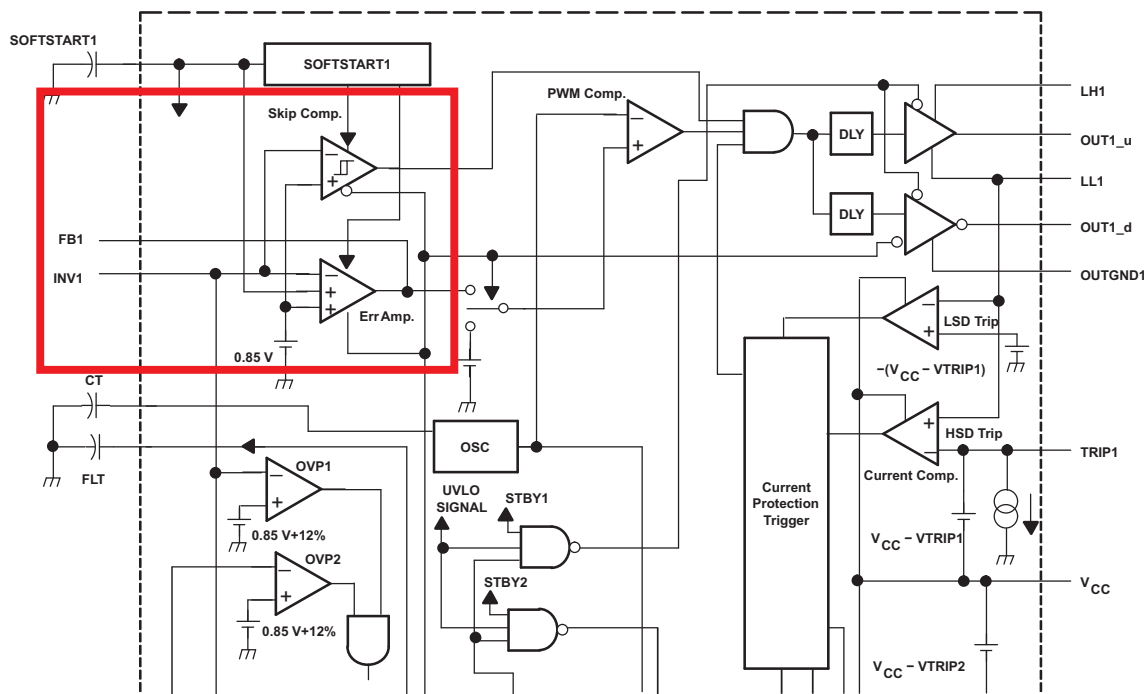 SOFTSTART1
SOFTSTART1
Skip Comp.
PWM Comp.
LH1
DLY
OUT1_u
LL1
DLY
OUT1_d
FB1
INV1
OUTGND1
Err Amp.
LSD Trip
0.85 V
−(VCC − VTRIP1)
CT
OSC
HSD Trip
TRIP1
FLT
Current Comp.
OVP1
UVLO
SIGNAL
STBY1
Current
Protection
Trigger
0.85 V+12%
VCC − VTRIP1
OVP2
STBY2
VCC
0.85 V+12%
VCC − VTRIP2